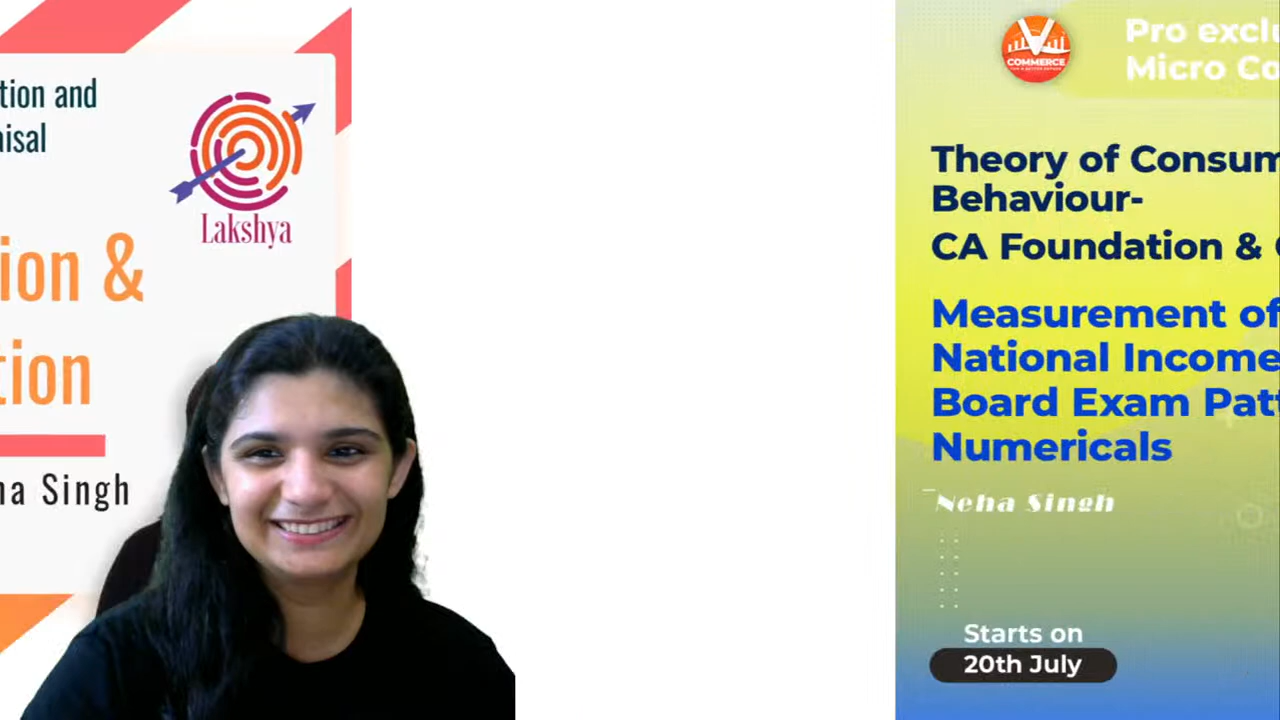 tion and
aisal
Lakshya
ion &
tion
na Singh
V
COMMERCE
Pro exclu
Micro Co
Theory of Consum
Behaviour-
CA Foundation & C
Measurement of
National Income
Board Exam Patt
Numericals
Neha Singh
Starts on
20th July